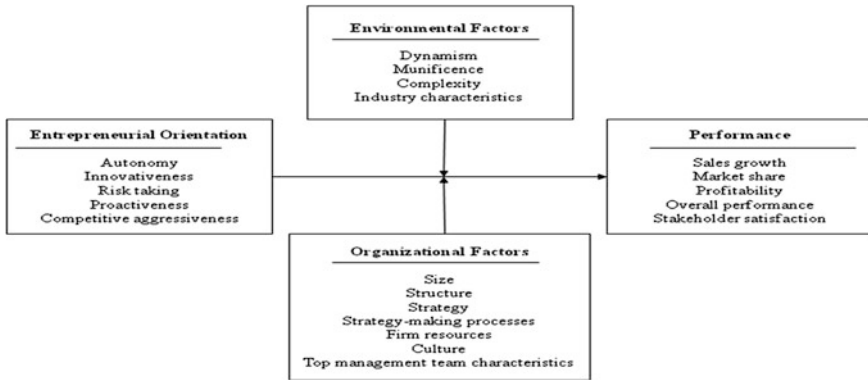 Environmental Factors
Dynamism
Munificence
Complexity
Industry characteristics
Entrepreneurial Orientation
Autonomy
Innovativeness
Risk taking
Proactiveness
Competitive aggressiveness
Performance
Sales growth
Market share
Profitability
Overall performance
Stakeholder satisfaction
Organizational Factors
Size
Structure
Strategy
Strategy-making processes
Firm resources
Culture
Top management team characteristics